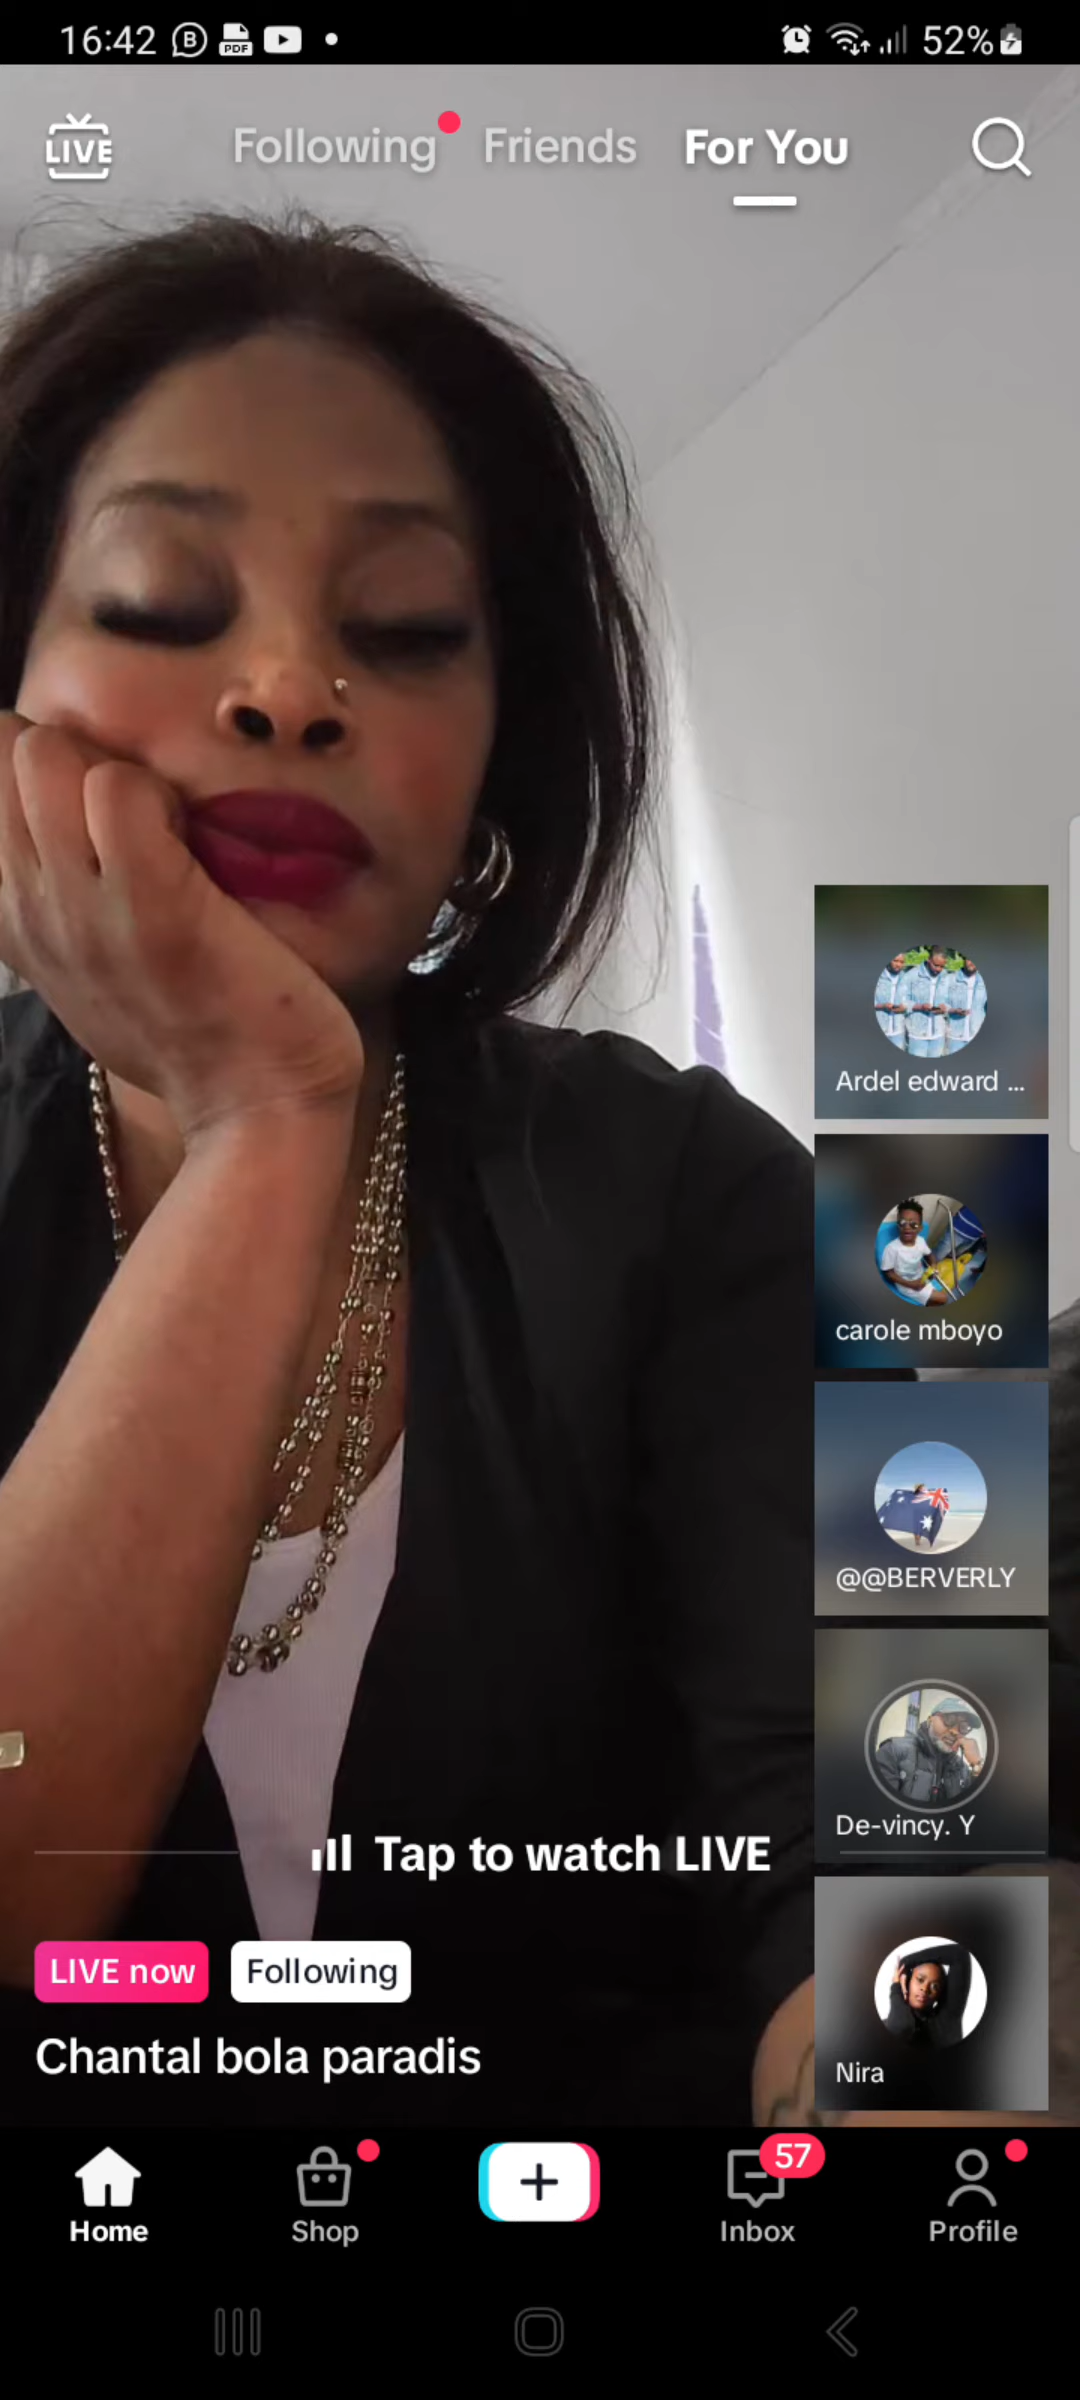 16:42
PDF
52%
LIVE
Following
Friends
For You
Ardel edward ...
carole mboyo
@@BERVERLY
De-vincy. Y
Nira
Tap to watch LIVE
LIVE now
Following
Chantal bola paradis
Home
Shop
57
Inbox
Profile